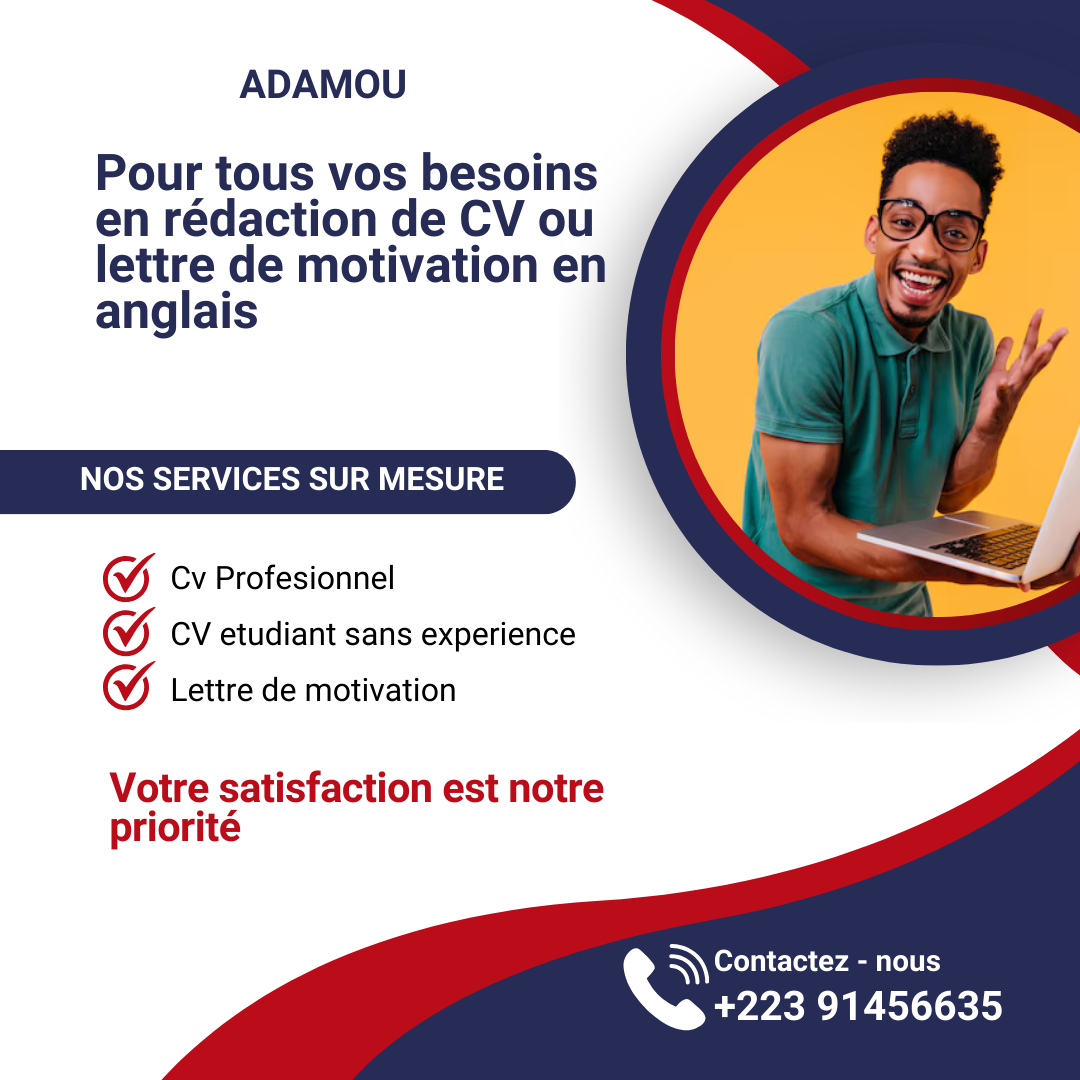 ADAMOU
Pour tous vos besoins
en rédaction de CV ou
lettre de motivation en
anglais
NOS SERVICES SUR MESURE
Cv Profesionnel
CV etudiant sans experience
Lettre de motivation
Votre satisfaction est notre
priorité
Contactez - nous
+223 91456635